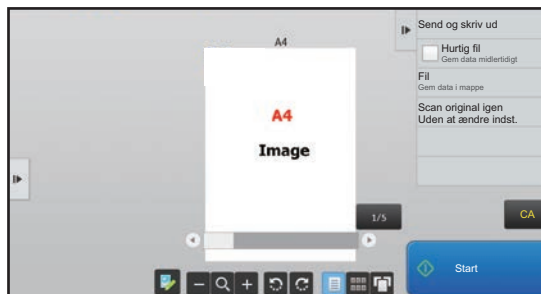 A4
A4
Image
1/5
Send og skriv ud
Hurtig fil
Gem data midlertidigt
Fil
Gem data i mappe
Scan original igen
Uden at ændre indst.
CA
Start